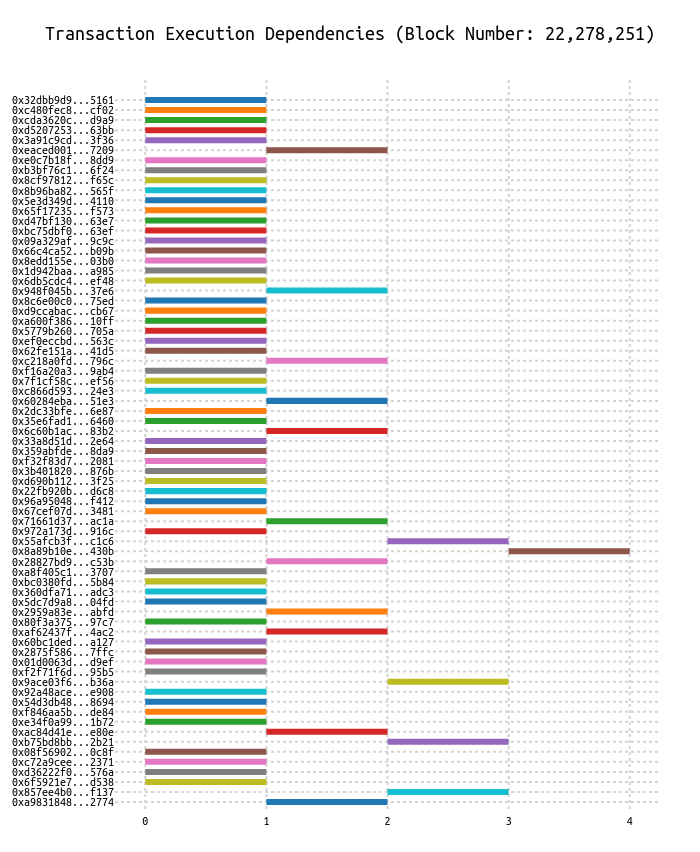 Transaction Execution Dependencies (Block Number: 22,278,251)
0x32dbb9d9...5161
0xc480fec8...cf02
0xcda3620c...d9a9
0xd5207253...63bb
0x3a91c9cd...3f36
0xeaced001...7209
0xe0c7b18f...8dd9
0xb3bf76c1...6f24
0x8cf97812...f65c
0x8b96ba82...565f
0x5e3d349d...4110
0x65f17235...f573
0xd47bf130...63e7
0xbc75dbf0...63ef
0x09a329af...9c9c
0x66c4ca52...b09b
0x8edd155e...03b0
0x1d942baa...a985
0x6db5cdc4...ef48
0x948f045b...37e6
0x8c6e00c0...75ed
0xd9ccabac...cb67
0xa600f386...10ff
0x5779b260...705a
0xef0eccbd...563c
0x62fe151a...41d5
0xc218a0fd...796c
0xf16a20a3...9ab4
0x7f1cf58c...ef56
0xc866d593...24e3
0x60284eba...51e3
0x2dc33bfe...6e87
0x35e6fad1...6460
0x6c60b1ac...83b2
0x33a8d51d...2e64
0x359abfde...8da9
0xf32f83d7...2081
0x3b401820...876b
0xd690b112...3f25
0x22fb920b...d6c8
0x96a95048...f412
0x67cef07d...3481
0x71661d37...ac1a
0x972a173d...916c
0x55afcb3f...c1c6
0x8a89b10e...430b
0x28827bd9...c53b
0xa8f405c1...3707
0xbc0380fd...5b84
0x360dfa71...adc3
0x5dc7d9a8...04fd
0x2959a83e...abfd
0x80f3a375...97c7
0xaf62437f...4ac2
0x60bc1ded...a127
0x2875f586...7ffc
0x01d0063d...d9ef
0xf2f71f6d...95b5
0x9ace03f6...b36a
0x92a48ace...e908
0x54d3db48...8694
0xf846aa5b...de84
0xe34f0a99...1b72
0xac84d41e...e80e
0xb75bd8bb...2b21
0x08f56902...0c8f
0xc72a9cee...2371
0xd36222f0...576a
0x6f5921e7...d538
0x857ee4b0...f137
0xa9831848...2774
0 1 2 3 4